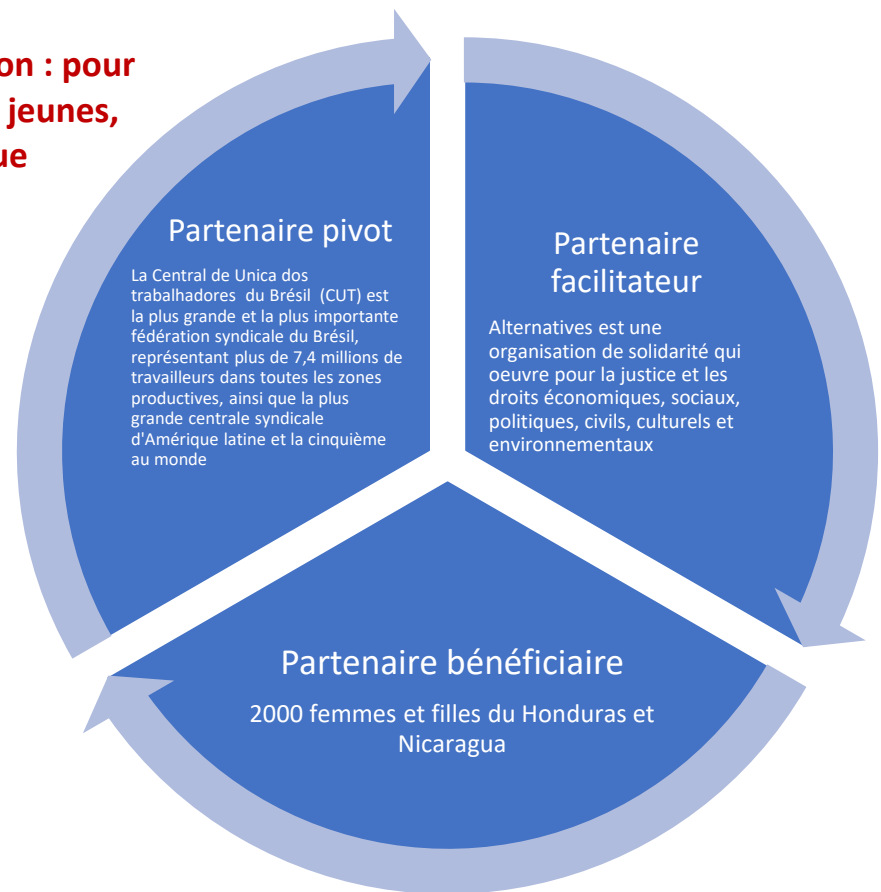 on : pour
jeunes,
ue
Partenaire pivot
La Central de Unica dos
trabalhadores du Brésil (CUT) est
la plus grande et la plus importante
fédération syndicale du Brésil,
représentant plus de 7,4 millions de
travailleurs dans toutes les zones
productives, ainsi que la plus
grande centrale syndicale
d'Amérique latine et la cinquième
au monde
Partenaire
facilitateur
Alternatives est une
organisation de solidarité qui
oeuvre pour la justice et les
droits économiques, sociaux,
politiques, civils, culturels et
environnementaux
Partenaire bénéficiaire
2000 femmes et filles du Honduras et
Nicaragua